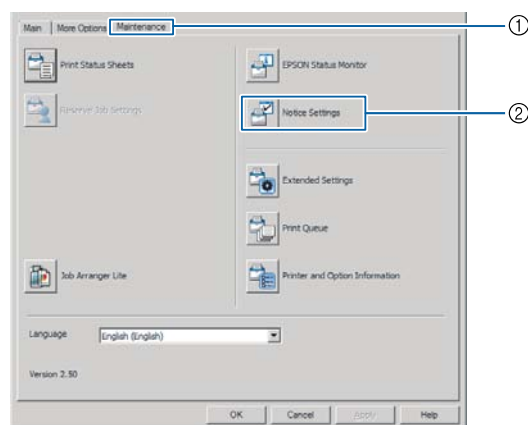 Main
More Options
Maintenance
①
Print Status Sheets
EPSON Status Monitor
Reserve Job Settings
Notice Settings
②
Extended Settings
Print Queue
Job Arranger Lite
Printer and Option Information
Language
English (English)
Version 2.50
OK
Cancel
Apply
Help